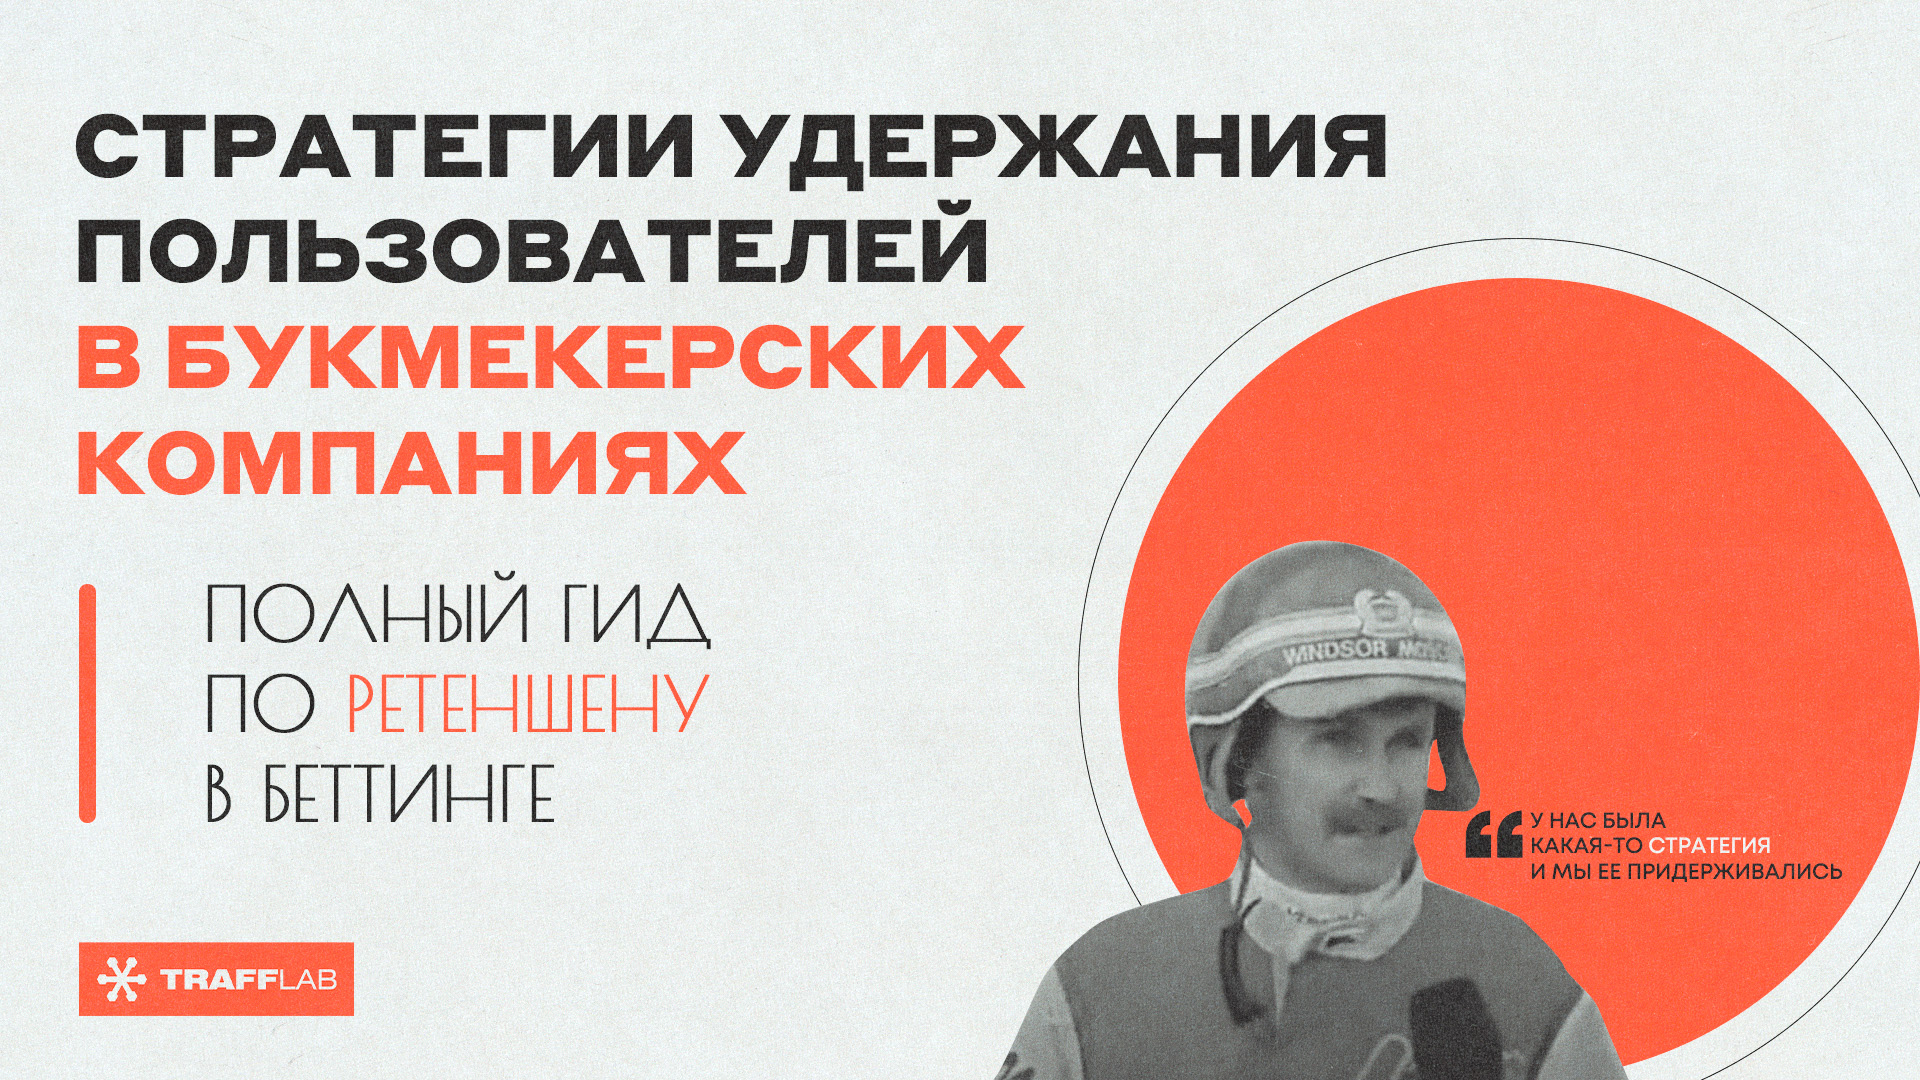 СТРАТЕГИИ УДЕРЖАНИЯ
ПОЛЬЗОВАТЕЛЕЙ
В БУКМЕКЕРСКИХ
КОМПАНИЯХ
ПОЛНЫЙ ГИД
ПО РЕТЕНШЕНУ
В БЕТТИНГЕ
WINDSOR
“У НАС БЫЛА
КАКАЯ-ТО СТРАТЕГИЯ
И МЫ ЕЕ ПРИДЕРЖИВАЛИСЬ
TRAFFLAB